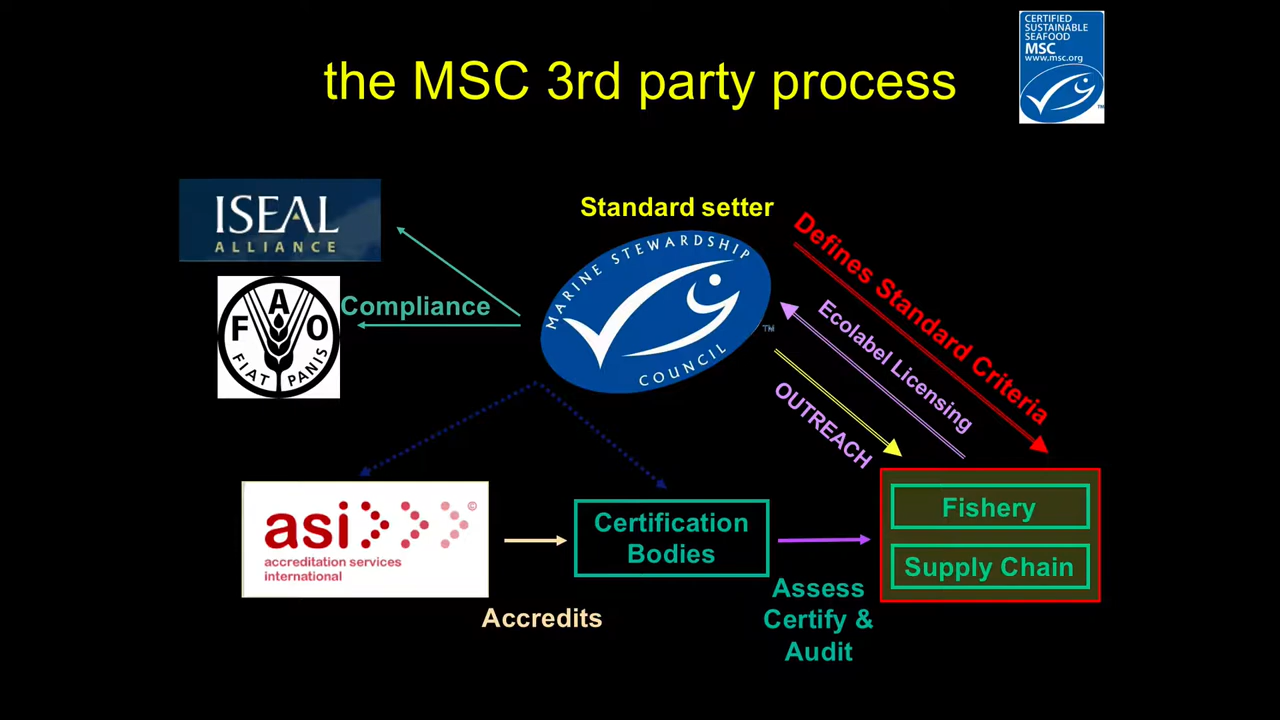 the MSC 3rd party process
CERTIFIED
SUSTAINABLE
SEAFOOD
MSC
www.msc.org
TM
ISEAL
ALLIANCE
Standard setter
MARINE STEWARDSHIP
COUNCIL
TM
Defines Standard Criteria
Ecolabel Licensing
OUTREACH
Compliance
F A O
FIAT PANIS
asi ©
accreditation services
international
Accredits
Certification
Bodies
Assess
Certify &
Audit
Fishery
Supply Chain